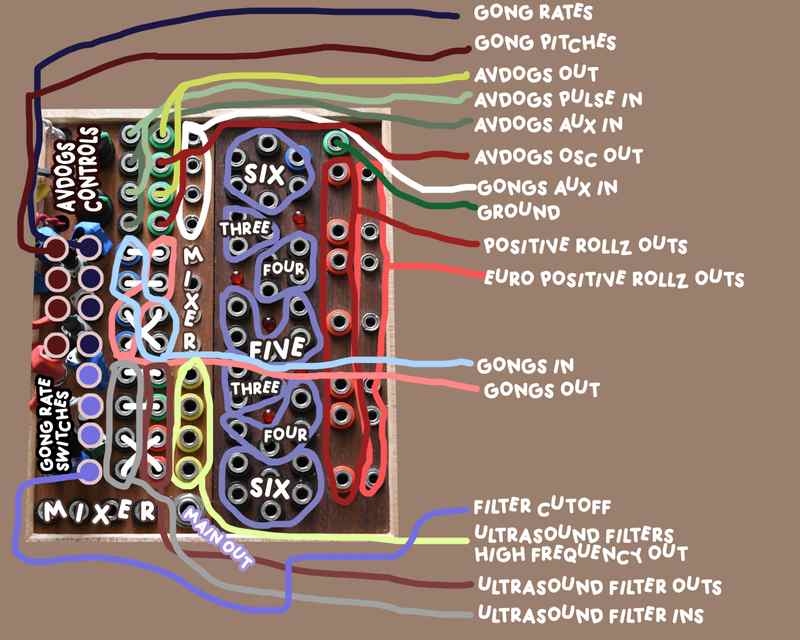 GONG RATES
GONG PITCHES
AVDOGS OUT
AVDOGS PULSE IN
AVDOGS AUX IN
AVDOGS OSC OUT
GONGS AUX IN
GROUND
POSITIVE ROLLZ OUTS
EURO POSITIVE ROLLZ OUTS
GONGS IN
GONGS OUT
FILTER CUTOFF
ULTRASOUND FILTERS
HIGH FREQUENCY OUT
ULTRASOUND FILTER OUTS
ULTRASOUND FILTER INS
AVDOGS
CONTROLS
MIXER
SIX
THREE
FOUR
FIVE
THREE
FOUR
SIX
GONG RATE
SWITCHES
MIXER
MAIN OUT